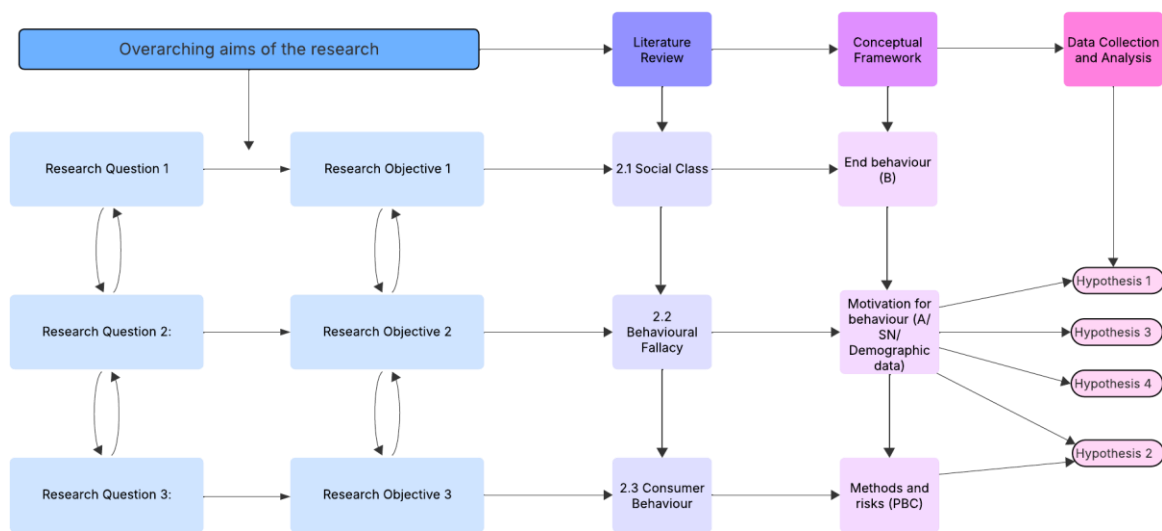 Overarching aims of the research
Literature
Review
Conceptual
Framework
Data Collection
and Analysis
Research Question 1
Research Objective 1
2.1 Social Class
End behaviour
(B)
Hypothesis 1
Research Question 2:
Research Objective 2
2.2
Behavioural
Fallacy
Motivation for
behaviour (A/
SN/
Demographic
data)
Hypothesis 3
Hypothesis 4
Hypothesis 2
Research Question 3:
Research Objective 3
2.3 Consumer
Behaviour
Methods and
risks (PBC)